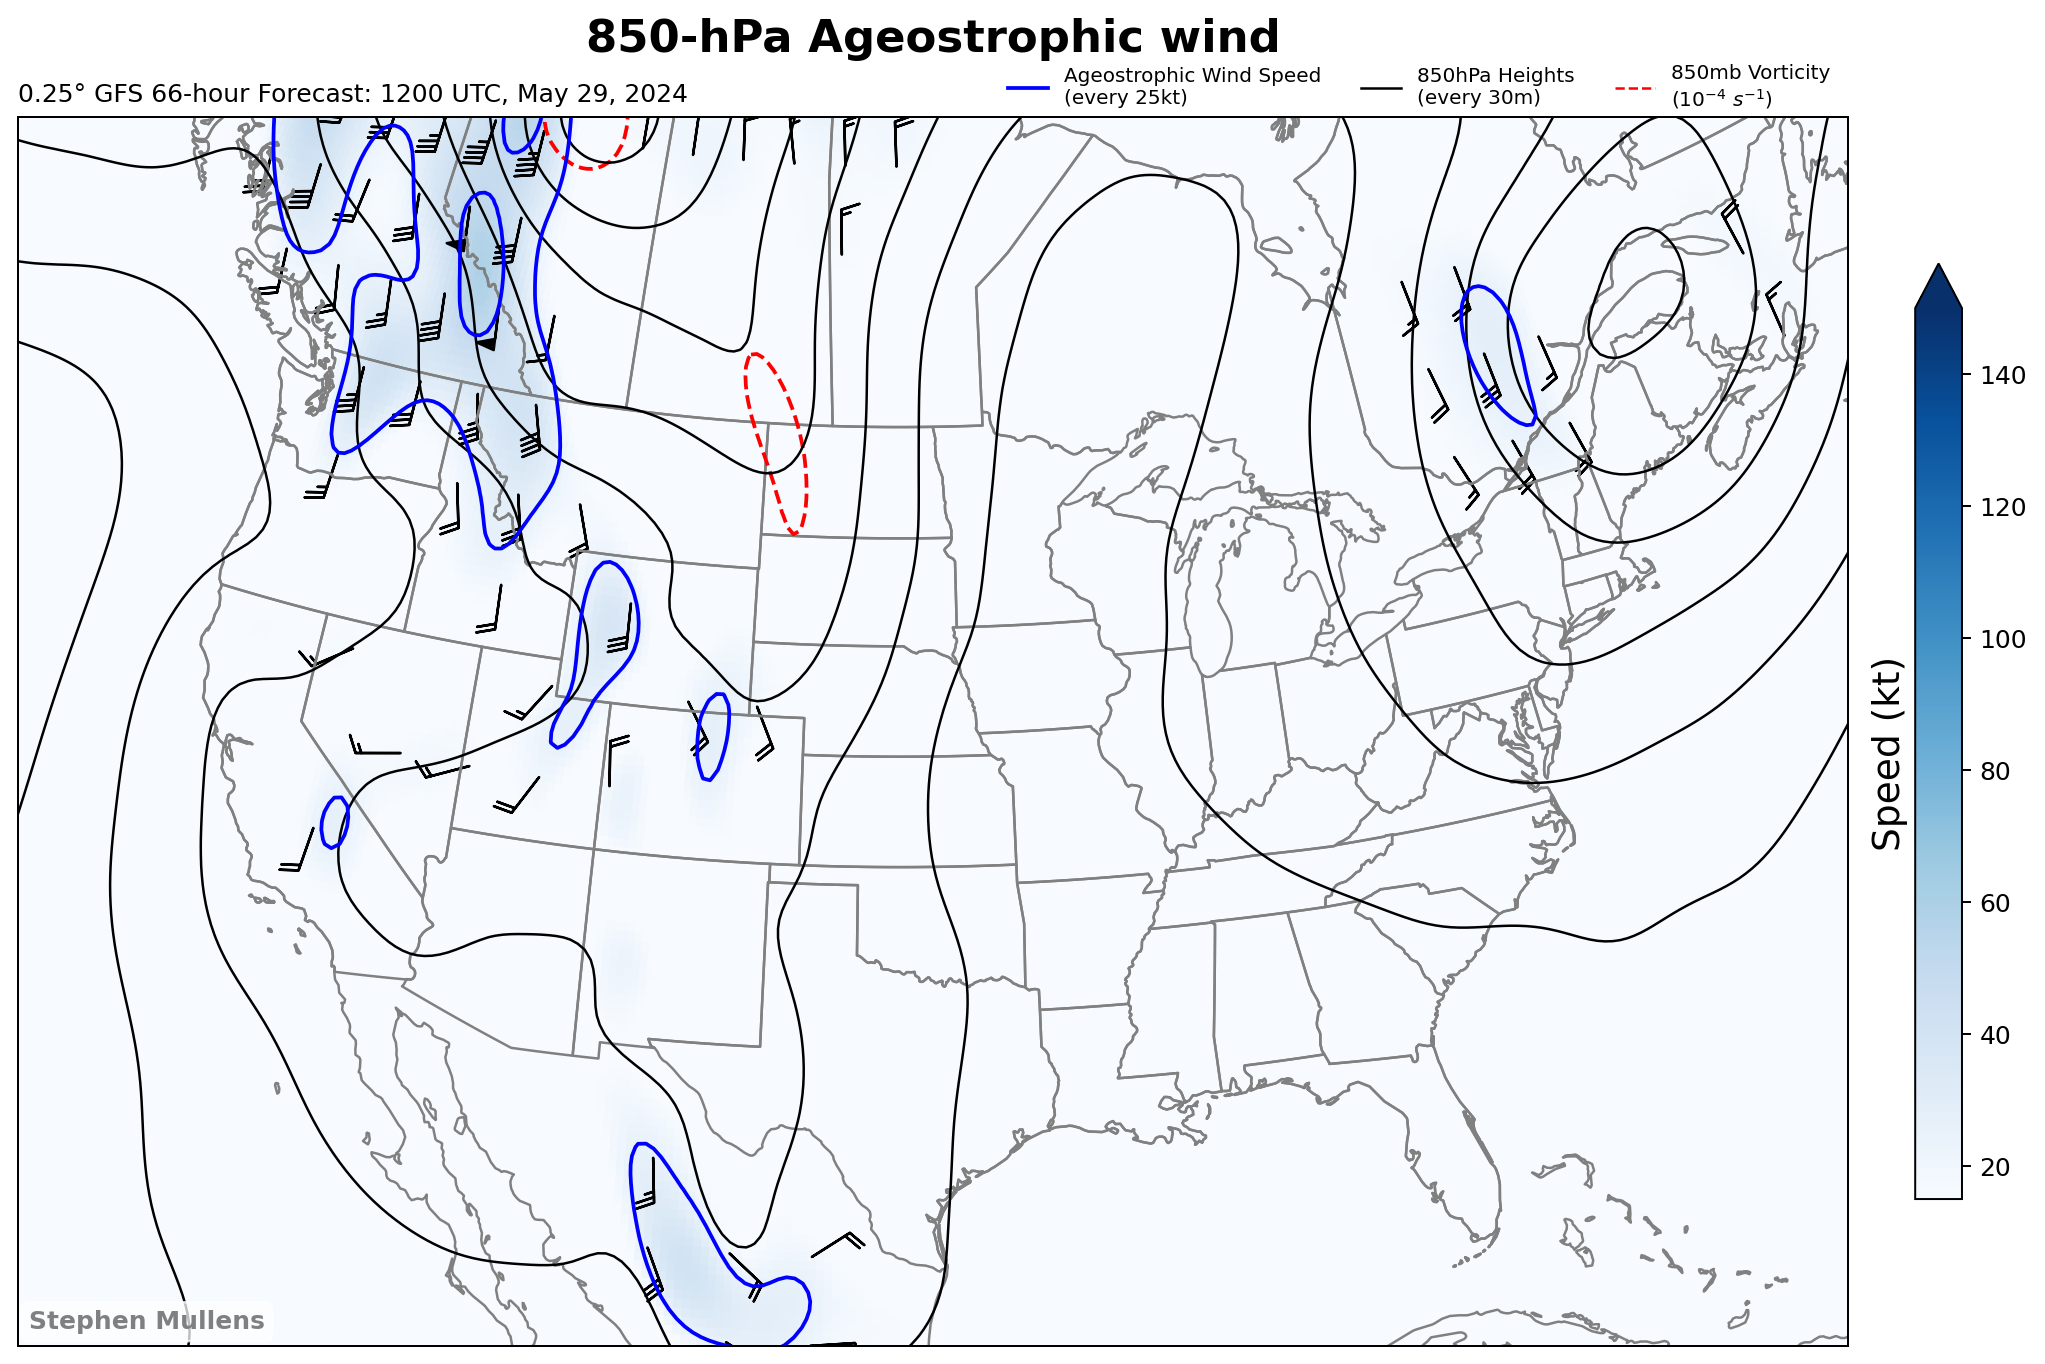 850-hPa Ageostrophic wind
0.25° GFS 66-hour Forecast: 1200 UTC, May 29, 2024
Ageostrophic Wind Speed
(every 25kt)
850hPa Heights
(every 30m)
850mb Vorticity
(10⁻⁴ s⁻¹)
140
120
100
80
60
40
20
Speed (kt)
Stephen Mullens